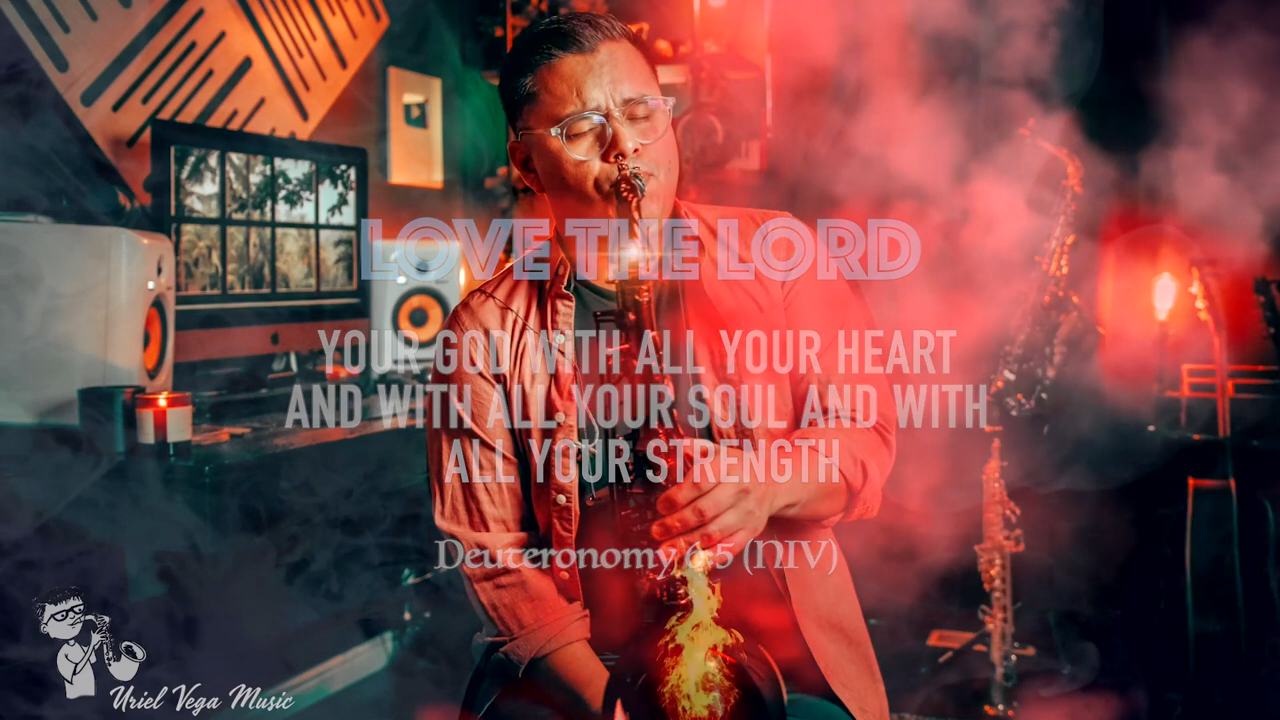 LOVE THE LORD
YOUR GOD WITH ALL YOUR HEART
AND WITH ALL YOUR SOUL AND WITH
ALL YOUR STRENGTH
Deuteronomy 6:5 (NIV)
Uriel Vega Music